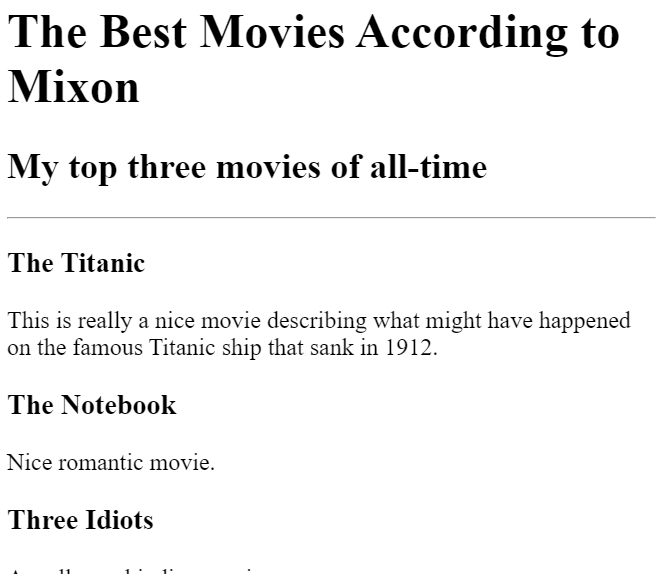 The Best Movies According to
Mixon
My top three movies of all-time
The Titanic
This is really a nice movie describing what might have happened
on the famous Titanic ship that sank in 1912.
The Notebook
Nice romantic movie.
Three Idiots